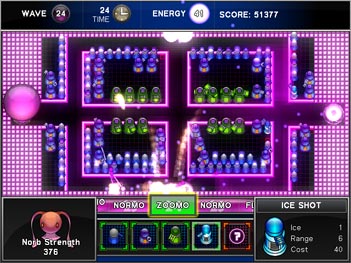 WAVE 24
24
TIME
ENERGY 41
SCORE: 51377
NORMO
ZOOMO
NORMO
Noob Strength
376
?
ICE SHOT
Ice 1
Range 6
Cost 40